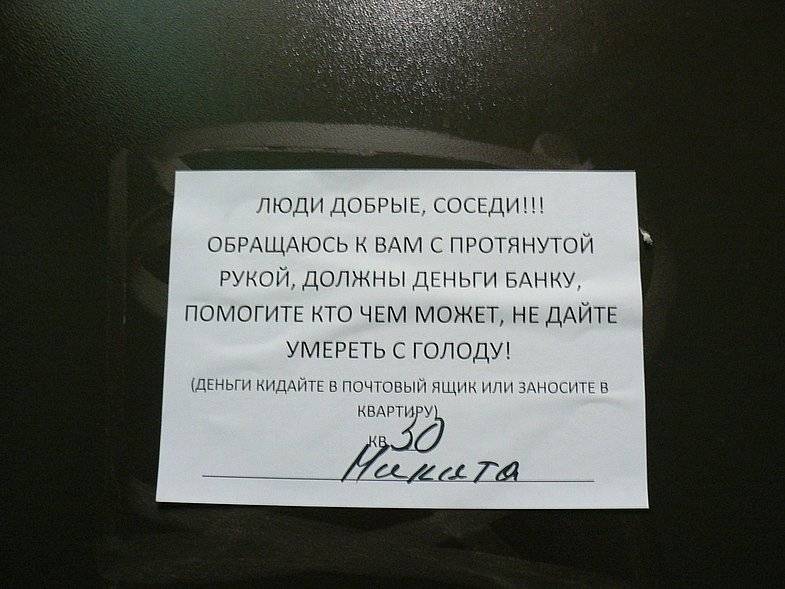 ЛЮДИ ДОБРЫЕ, СОСЕДИ!!!
ОБРАЩАЮСЬ К ВАМ С ПРОТЯНУТОЙ
РУКОЙ, ДОЛЖНЫ ДЕНЬГИ БАНКУ,
ПОМОГИТЕ КТО ЧЕМ МОЖЕТ, НЕ ДАЙТЕ
УМЕРЕТЬ С ГОЛОДУ!
(ДЕНЬГИ КИДАЙТЕ В ПОЧТОВЫЙ ЯЩИК ИЛИ ЗАНОСИТЕ В
КВАРТИРУ)
КВ 30
Никита